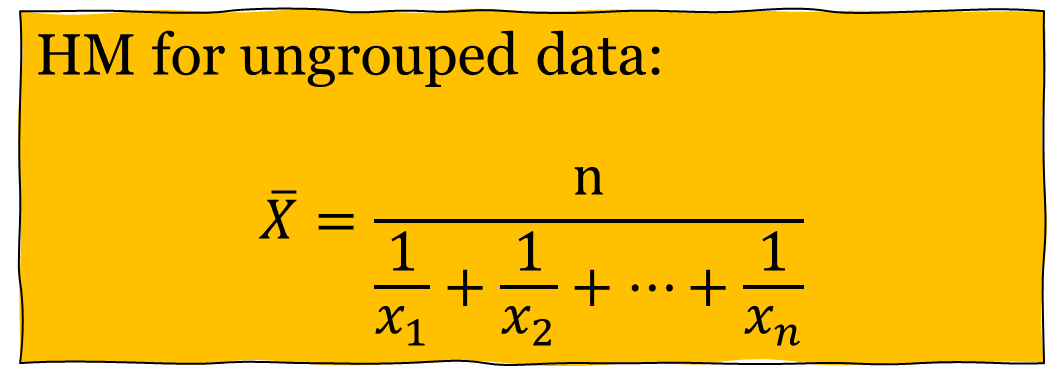 HM for ungrouped data:
X̄ = n / (1/x₁ + 1/x₂ + ⋯ + 1/xₙ)